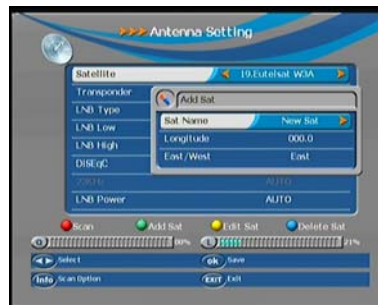 Antenna Setting
Satellite 19.Eutelsat W3A
Transponder
LNB Type
LNB Low
LNB High
DISEqC
22KHz AUTO
LNB Power AUTO
Add Sat
Sat Name New Sat
Longitude 000.0
East/West East
Scan Add Sat Edit Sat Delete Sat
Q 80% L 21%
Select ok Save
Info Scan Option EXIT Exit